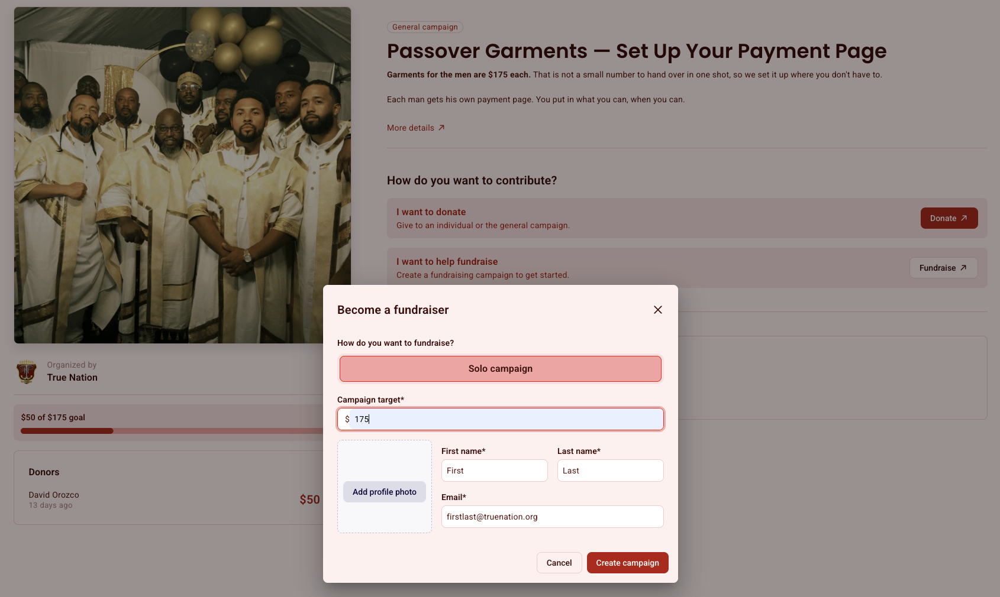 General campaign
Passover Garments — Set Up Your Payment Page
Garments for the men are $175 each. That is not a small number to hand over in one shot, so we set it up where you don't have to.
Each man gets his own payment page. You put in what you can, when you can.
More details
How do you want to contribute?
I want to donate
Give to an individual or the general campaign.
Donate
I want to help fundraise
Create a fundraising campaign to get started.
Fundraise
Organized by
True Nation
$50 of $175 goal
Donors
David Orozco
13 days ago
$50
Become a fundraiser
How do you want to fundraise?
Solo campaign
Campaign target*
$ 175
Add profile photo
First name*
Last name*
First
Last
Email*
firstlast@truenation.org
Cancel
Create campaign